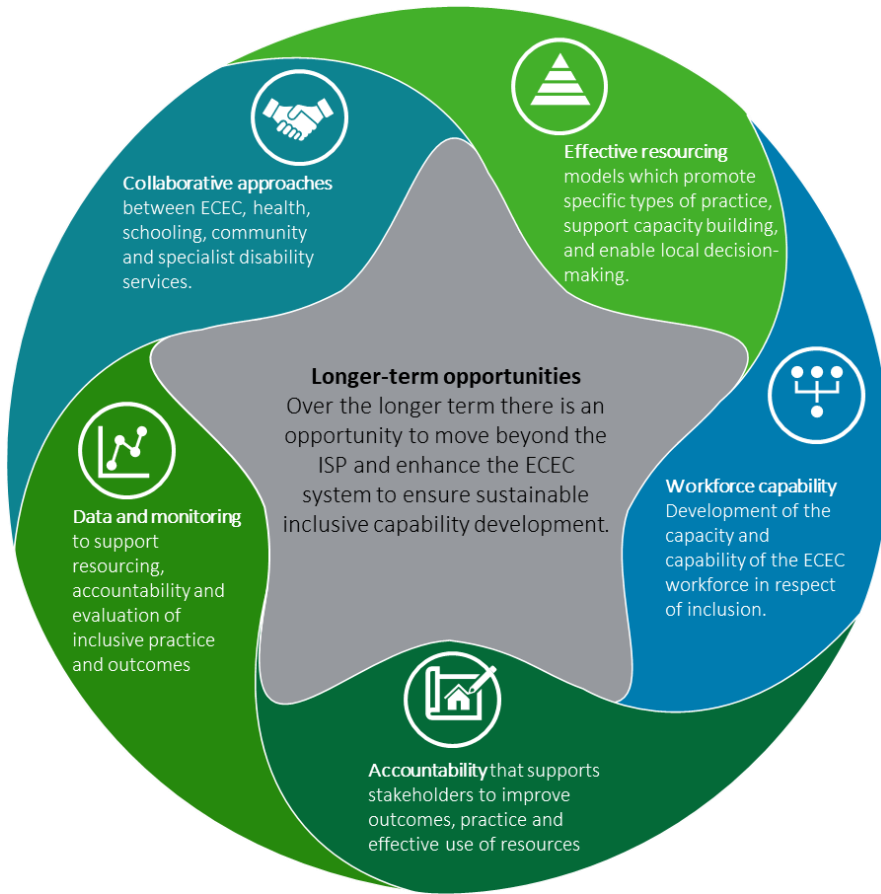 Collaborative approaches
between ECEC, health,
schooling, community
and specialist disability
services.
Effective resourcing
models which promote
specific types of practice,
support capacity building,
and enable local decision-
making.
Longer-term opportunities
Over the longer term there is an
opportunity to move beyond the
ISP and enhance the ECEC
system to ensure sustainable
inclusive capability development.
Workforce capability
Development of the
capacity and
capability of the ECEC
workforce in respect
of inclusion.
Data and monitoring
to support
resourcing,
accountability and
evaluation of
inclusive practice
and outcomes
Accountability that supports
stakeholders to improve
outcomes, practice and
effective use of resources